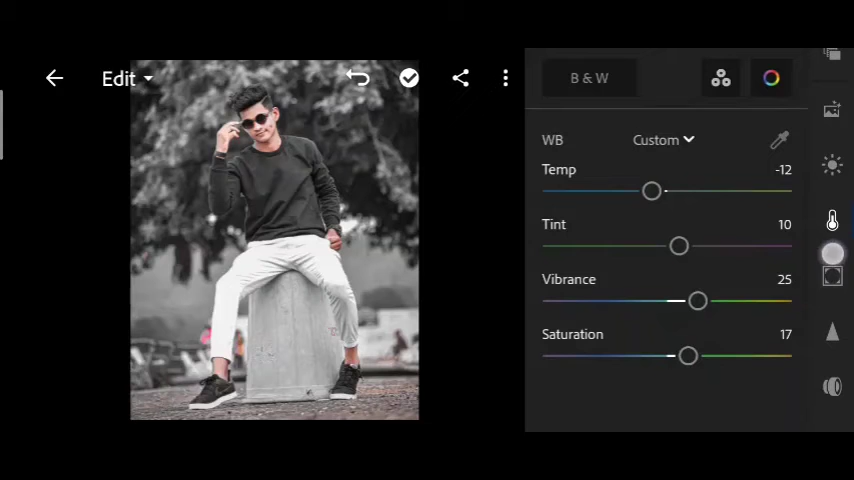 Edit
B & W
WB Custom
Temp -12
Tint 10
Vibrance 25
Saturation 17